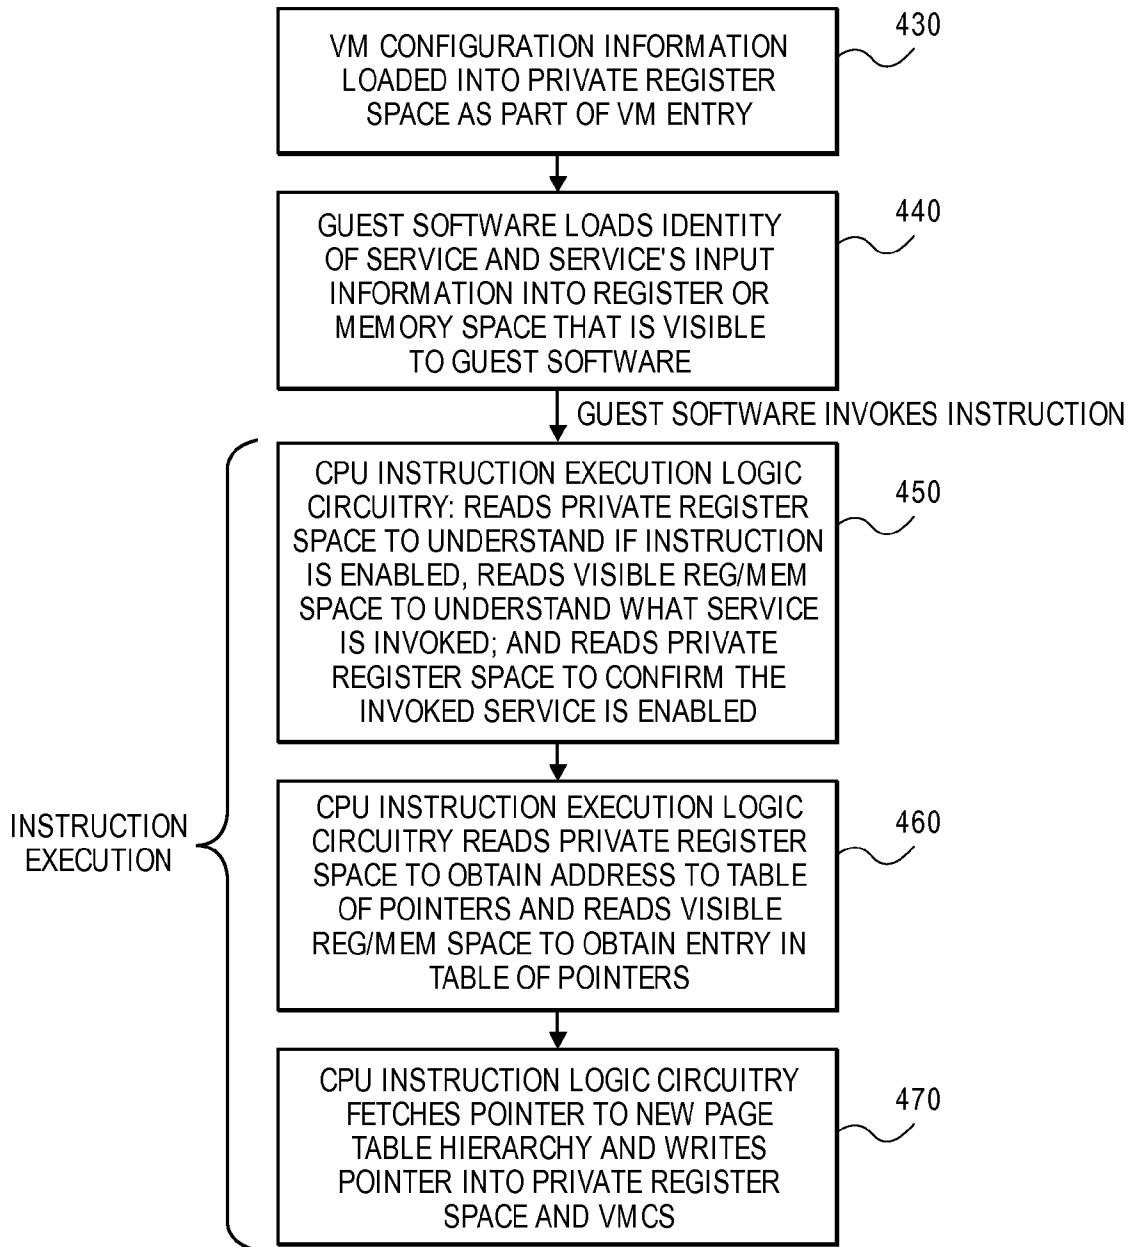 VM CONFIGURATION INFORMATION
LOADED INTO PRIVATE REGISTER
SPACE AS PART OF VM ENTRY
430
GUEST SOFTWARE LOADS IDENTITY
OF SERVICE AND SERVICE'S INPUT
INFORMATION INTO REGISTER OR
MEMORY SPACE THAT IS VISIBLE
TO GUEST SOFTWARE
440
GUEST SOFTWARE INVOKES INSTRUCTION
CPU INSTRUCTION EXECUTION LOGIC
CIRCUITRY: READS PRIVATE REGISTER
SPACE TO UNDERSTAND IF INSTRUCTION
IS ENABLED, READS VISIBLE REG/MEM
SPACE TO UNDERSTAND WHAT SERVICE
IS INVOKED; AND READS PRIVATE
REGISTER SPACE TO CONFIRM THE
INVOKED SERVICE IS ENABLED
450
INSTRUCTION
EXECUTION
CPU INSTRUCTION EXECUTION LOGIC
CIRCUITRY READS PRIVATE REGISTER
SPACE TO OBTAIN ADDRESS TO TABLE
OF POINTERS AND READS VISIBLE
REG/MEM SPACE TO OBTAIN ENTRY IN
TABLE OF POINTERS
460
CPU INSTRUCTION LOGIC CIRCUITRY
FETCHES POINTER TO NEW PAGE
TABLE HIERARCHY AND WRITES
POINTER INTO PRIVATE REGISTER
SPACE AND VMCS
470